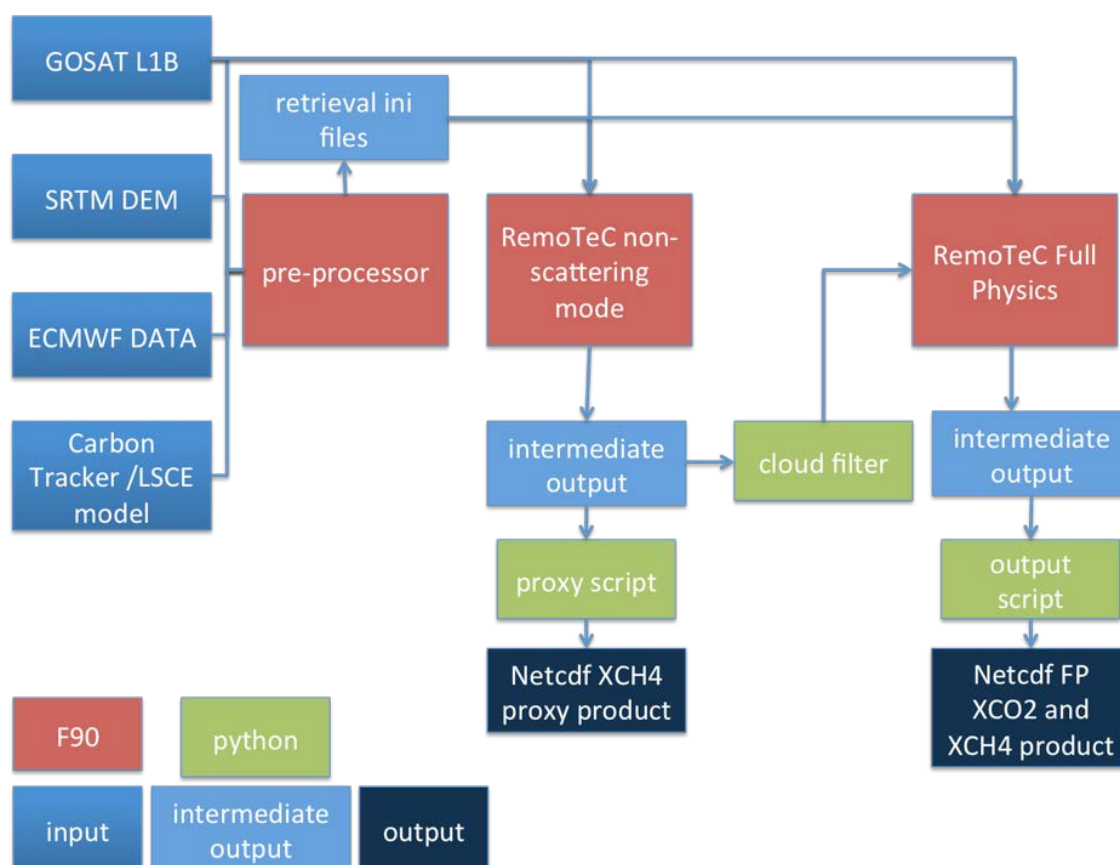 GOSAT L1B
retrieval ini
files
SRTM DEM
pre-processor
RemoTeC non-
scattering
mode
RemoTeC Full
Physics
ECMWF DATA
Carbon
Tracker /LSCE
model
intermediate
output
cloud filter
intermediate
output
proxy script
output
script
Netcdf XCH4
proxy product
Netcdf FP
XCO2 and
XCH4 product
F90
python
input
intermediate
output
output